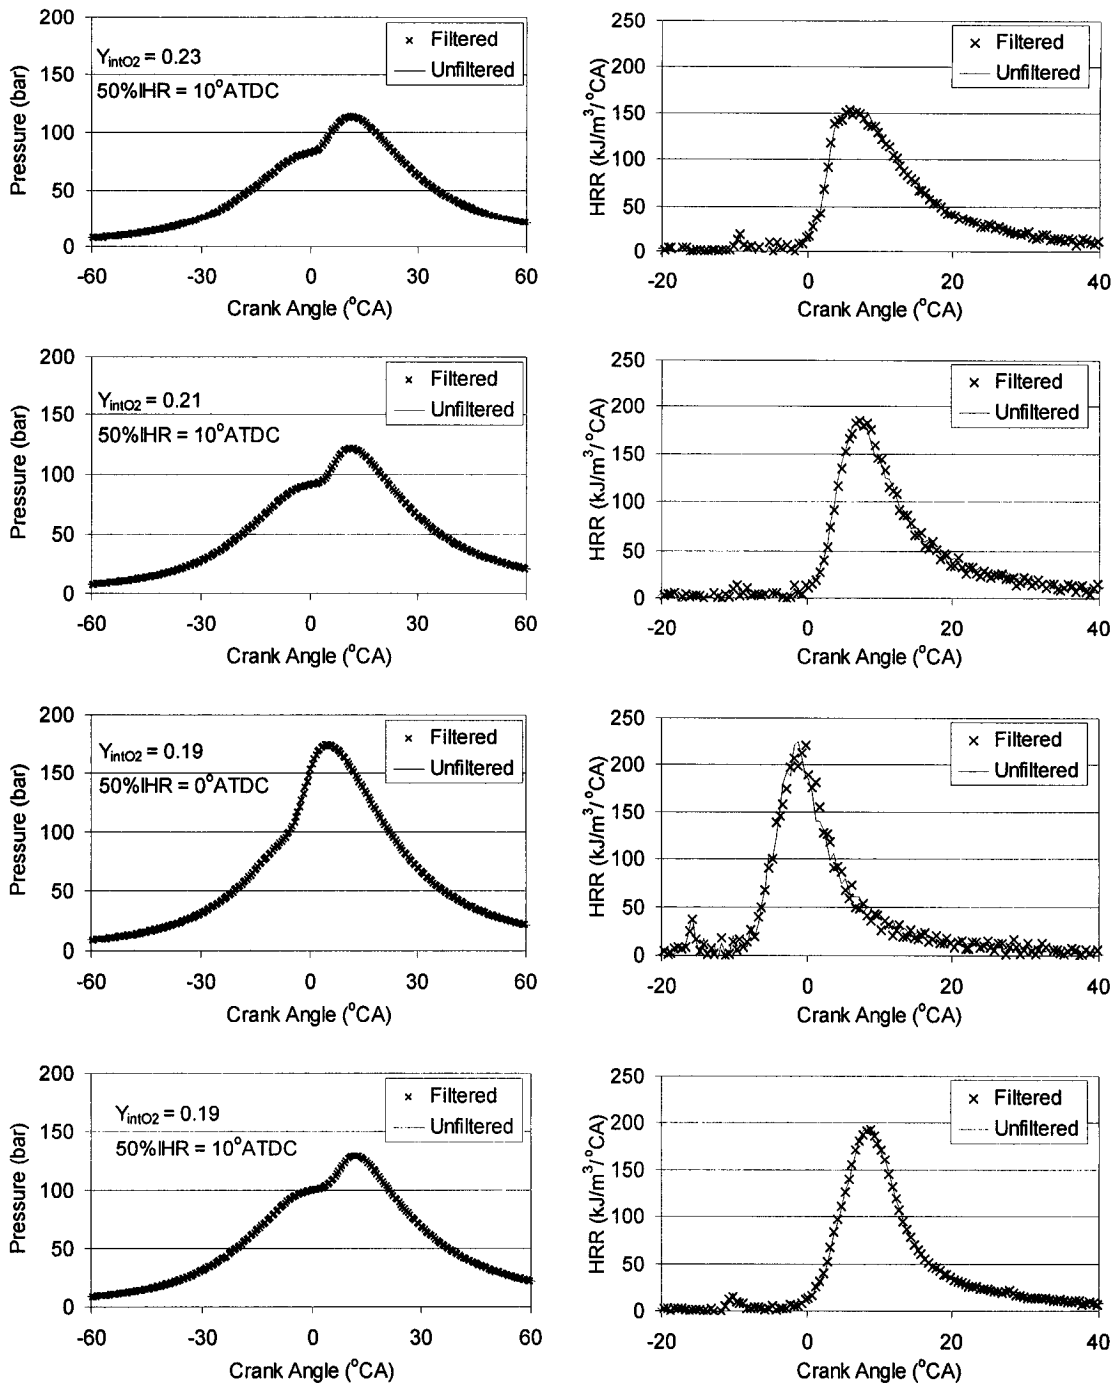 200
150
100
50
0
Pressure (bar)
Y_intO2 = 0.23
50%IHR = 10°ATDC
Filtered
Unfiltered
-60 -30 0 30 60
Crank Angle (°CA)
250
200
150
100
50
0
HRR (kJ/m³/°CA)
Filtered
Unfiltered
-20 0 20 40
Crank Angle (°CA)
200
150
100
50
0
Pressure (bar)
Y_intO2 = 0.21
50%IHR = 10°ATDC
Filtered
Unfiltered
-60 -30 0 30 60
Crank Angle (°CA)
250
200
150
100
50
0
HRR (kJ/m³/°CA)
Filtered
Unfiltered
-20 0 20 40
Crank Angle (°CA)
200
150
100
50
0
Pressure (bar)
Y_intO2 = 0.19
50%IHR = 0°ATDC
Filtered
Unfiltered
-60 -30 0 30 60
Crank Angle (°CA)
250
200
150
100
50
0
HRR (kJ/m³/°CA)
Filtered
Unfiltered
-20 0 20 40
Crank Angle (°CA)
200
150
100
50
0
Pressure (bar)
Y_intO2 = 0.19
50%IHR = 10°ATDC
Filtered
Unfiltered
-60 -30 0 30 60
Crank Angle (°CA)
250
200
150
100
50
0
HRR (kJ/m³/°CA)
Filtered
Unfiltered
-20 0 20 40
Crank Angle (°CA)